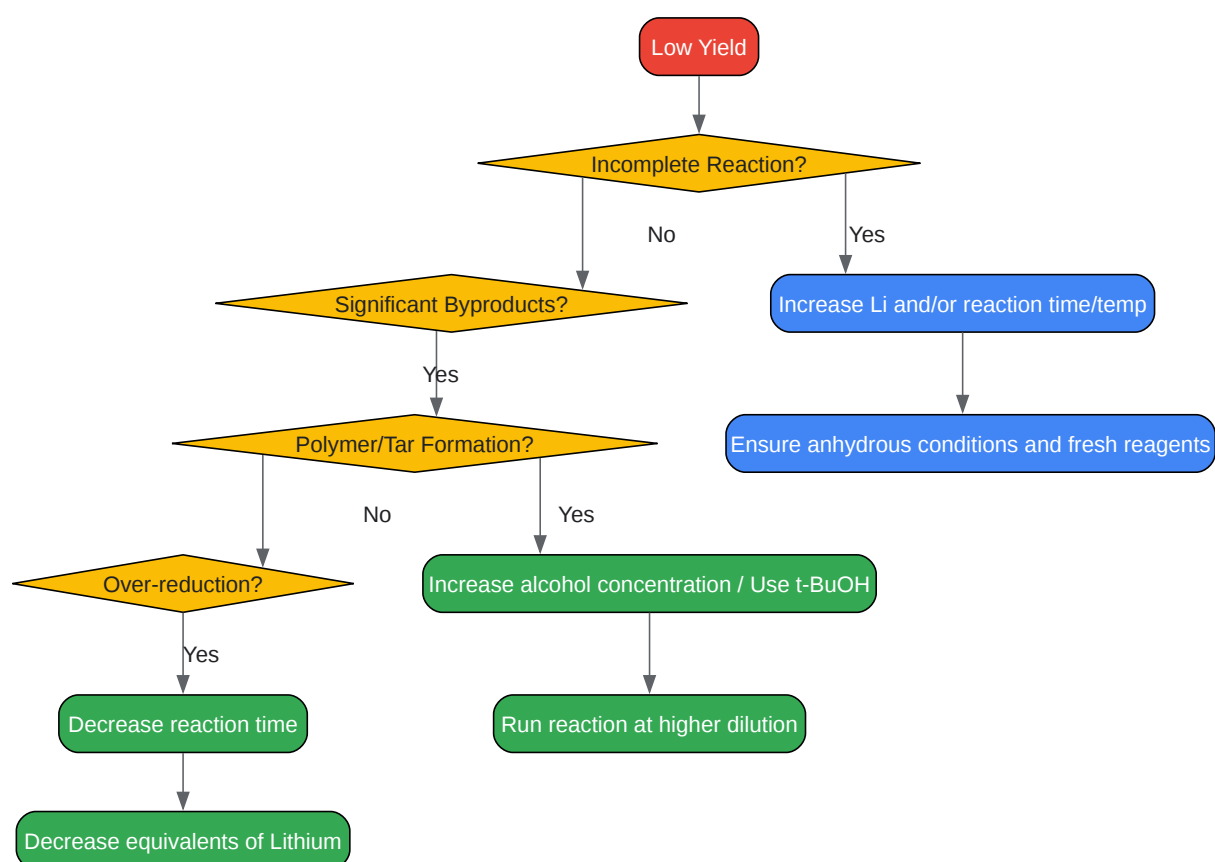 Low Yield
Incomplete Reaction?
No
Yes
Significant Byproducts?
Increase Li and/or reaction time/temp
Yes
Polymer/Tar Formation?
Ensure anhydrous conditions and fresh reagents
No
Yes
Over-reduction?
Increase alcohol concentration / Use t-BuOH
Yes
Decrease reaction time
Run reaction at higher dilution
Decrease equivalents of Lithium